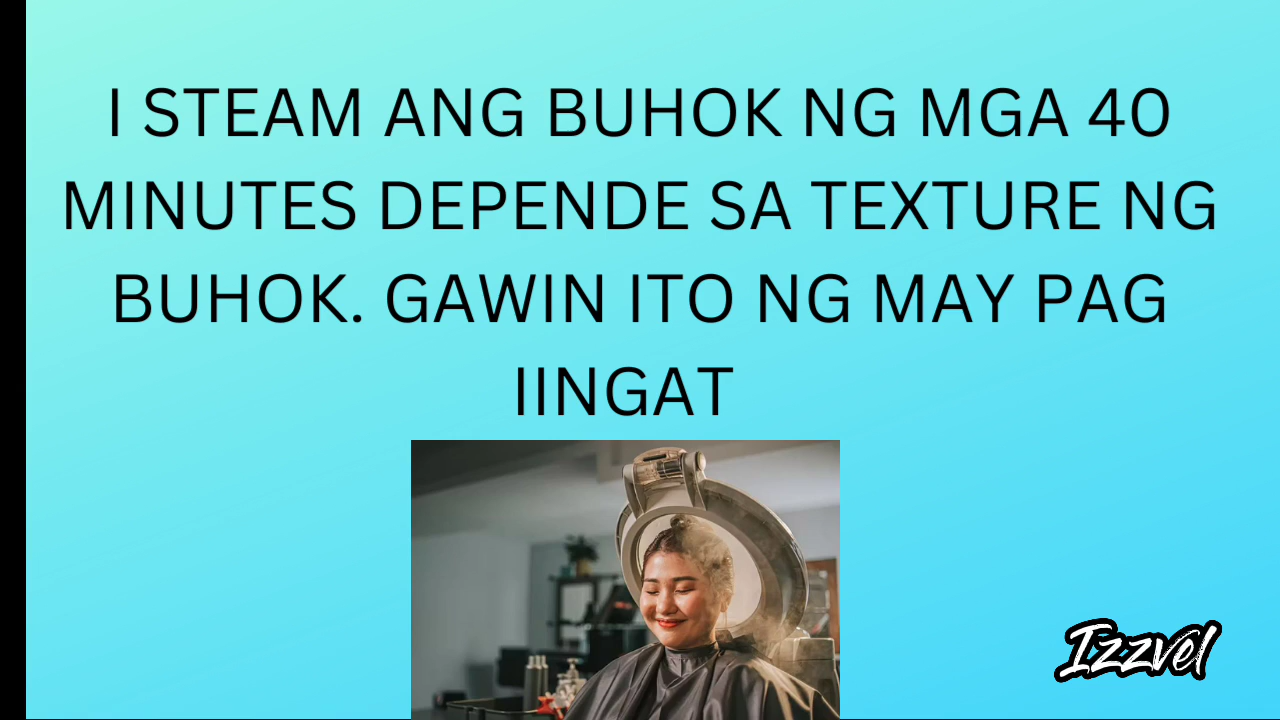 I STEAM ANG BUHOK NG MGA 40
MINUTES DEPENDE SA TEXTURE NG
BUHOK. GAWIN ITO NG MAY PAG
IINGAT
Izzvel